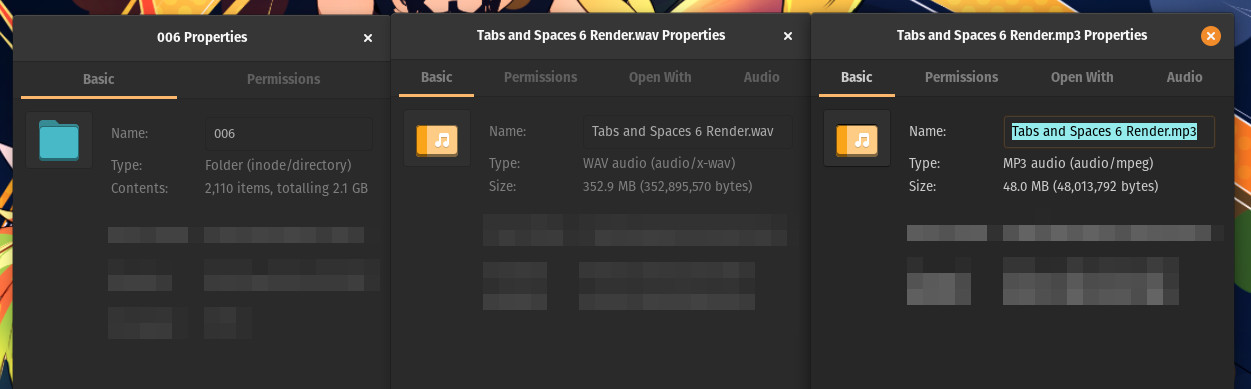 006 Properties
Basic Permissions
Name: 006
Type: Folder (inode/directory)
Contents: 2,110 items, totalling 2.1 GB
Tabs and Spaces 6 Render.wav Properties
Basic Permissions Open With Audio
Name: Tabs and Spaces 6 Render.wav
Type: WAV audio (audio/x-wav)
Size: 352.9 MB (352,895,570 bytes)
Tabs and Spaces 6 Render.mp3 Properties
Basic Permissions Open With Audio
Name: Tabs and Spaces 6 Render.mp3
Type: MP3 audio (audio/mpeg)
Size: 48.0 MB (48,013,792 bytes)